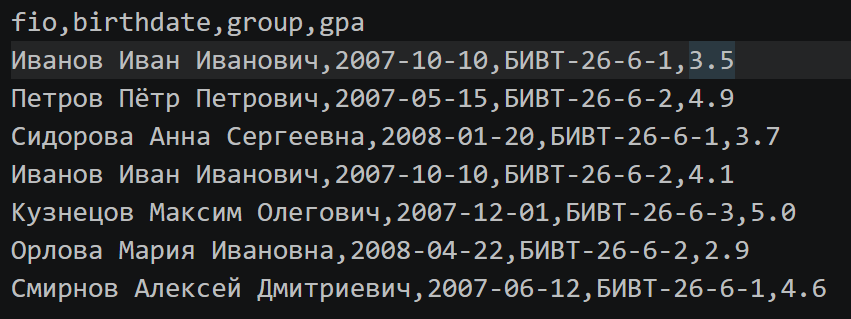 fio,birthdate,group,gpa
Иванов Иван Иванович,2007-10-10,БИВТ-26-6-1,3.5
Петров Пётр Петрович,2007-05-15,БИВТ-26-6-2,4.9
Сидорова Анна Сергеевна,2008-01-20,БИВТ-26-6-1,3.7
Иванов Иван Иванович,2007-10-10,БИВТ-26-6-2,4.1
Кузнецов Максим Олегович,2007-12-01,БИВТ-26-6-3,5.0
Орлова Мария Ивановна,2008-04-22,БИВТ-26-6-2,2.9
Смирнов Алексей Дмитриевич,2007-06-12,БИВТ-26-6-1,4.6